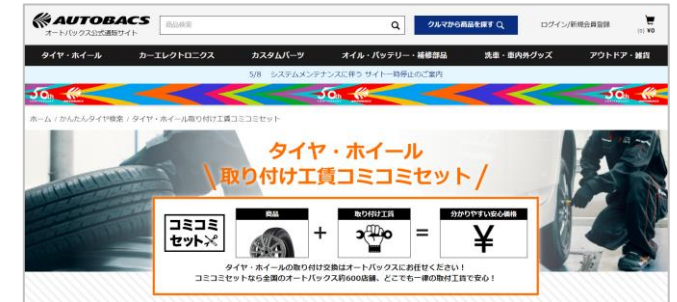 AUTOBACS
オートバックス公式通販サイト
商品検索
クルマから商品を探す
ログイン/新規会員登録
(0) ¥0
タイヤ・ホイール
カーエレクトロニクス
カスタムパーツ
オイル・バッテリー・補修部品
洗車・車内外グッズ
アウトドア・雑貨
5/8 システムメンテナンスに伴う サイト一時停止のご案内
50th
50th
50th
ホーム / かんたんタイヤ検索 / タイヤ・ホイール取り付け工賃コミコミセット
タイヤ・ホイール
取り付け工賃コミコミセット
コミコミ
セット
商品
+
取り付け工賃
=
分かりやすい安心価格
¥
タイヤ・ホイールの取り付け交換はオートバックスにお任せください！
コミコミセットなら全国のオートバックス約600店舗、どこでも一律の取付工賃で安心！